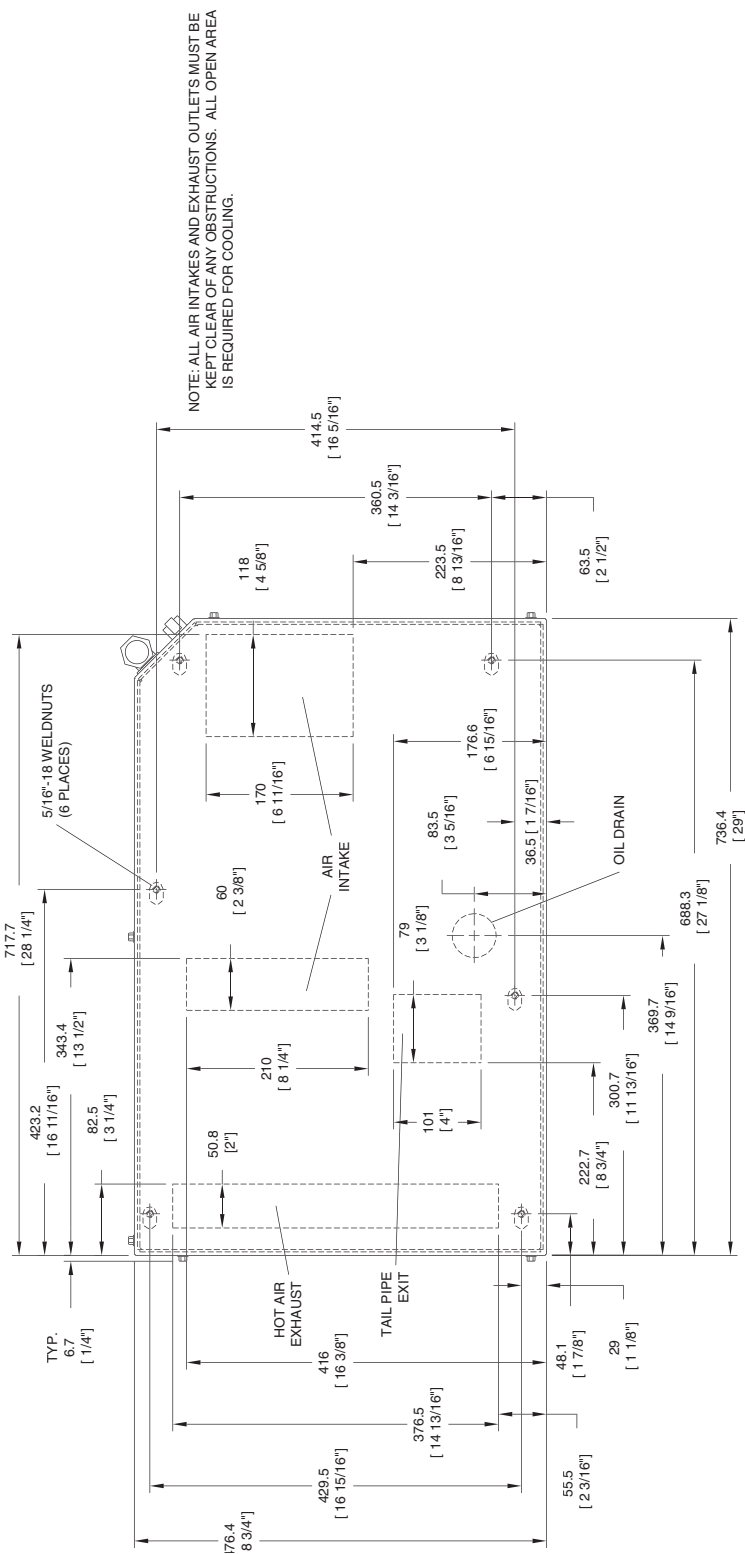 NOTE: ALL AIR INTAKES AND EXHAUST OUTLETS MUST BE
KEPT CLEAR OF ANY OBSTRUCTIONS. ALL OPEN AREA
IS REQUIRED FOR COOLING.
717.7
[ 28 1/4"]
423.2
[ 16 11/16"]
343.4
[ 13 1/2"]
82.5
[ 3 1/4"]
TYP.
6.7
[ 1/4"]
5/16"-18 WELDNUTS
(6 PLACES)
414.5
[ 16 5/16"]
360.5
[ 14 3/16"]
118
[ 4 5/8"]
223.5
[ 8 13/16"]
63.5
[ 2 1/2"]
170
[ 6 11/16"]
AIR
INTAKE
60
[ 2 3/8"]
210
[ 8 1/4"]
50.8
[2"]
176.6
[ 6 15/16"]
83.5
[ 3 5/16"]
36.5 [ 1 7/16"]
OIL DRAIN
79
[ 3 1/8"]
101
[ 4"]
HOT AIR
EXHAUST
TAIL PIPE
EXIT
736.4
[ 29"]
688.3
[ 27 1/8"]
369.7
[ 14 9/16"]
300.7
[ 11 13/16"]
222.7
[ 8 3/4"]
48.1
[ 1 7/8"]
29
[ 1 1/8"]
416
[ 16 3/8"]
376.5
[ 14 13/16"]
55.5
[ 2 3/16"]
429.5
[ 16 15/16"]
476.4
8 3/4"]